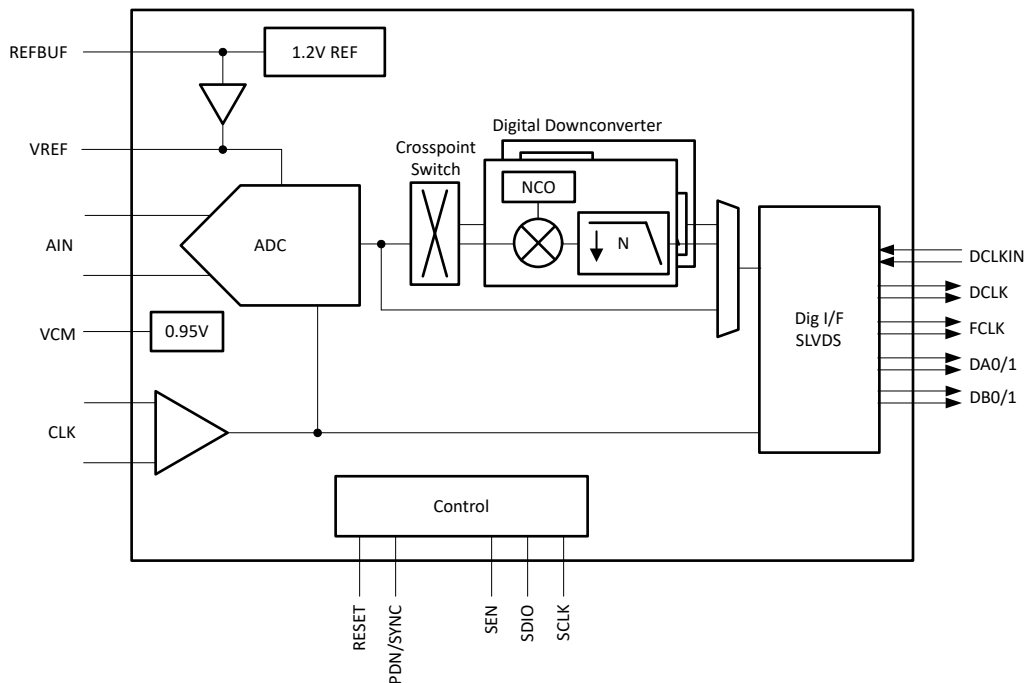 REFBUF
1.2V REF
VREF
Digital Downconverter
Crosspoint
Switch
NCO
N
AIN
ADC
DCLKIN
DCLK
Dig I/F
SLVDS
FCLK
VCM
0.95V
DA0/1
DB0/1
CLK
Control
RESET
PDN/SYNC
SEN
SDIO
SCLK